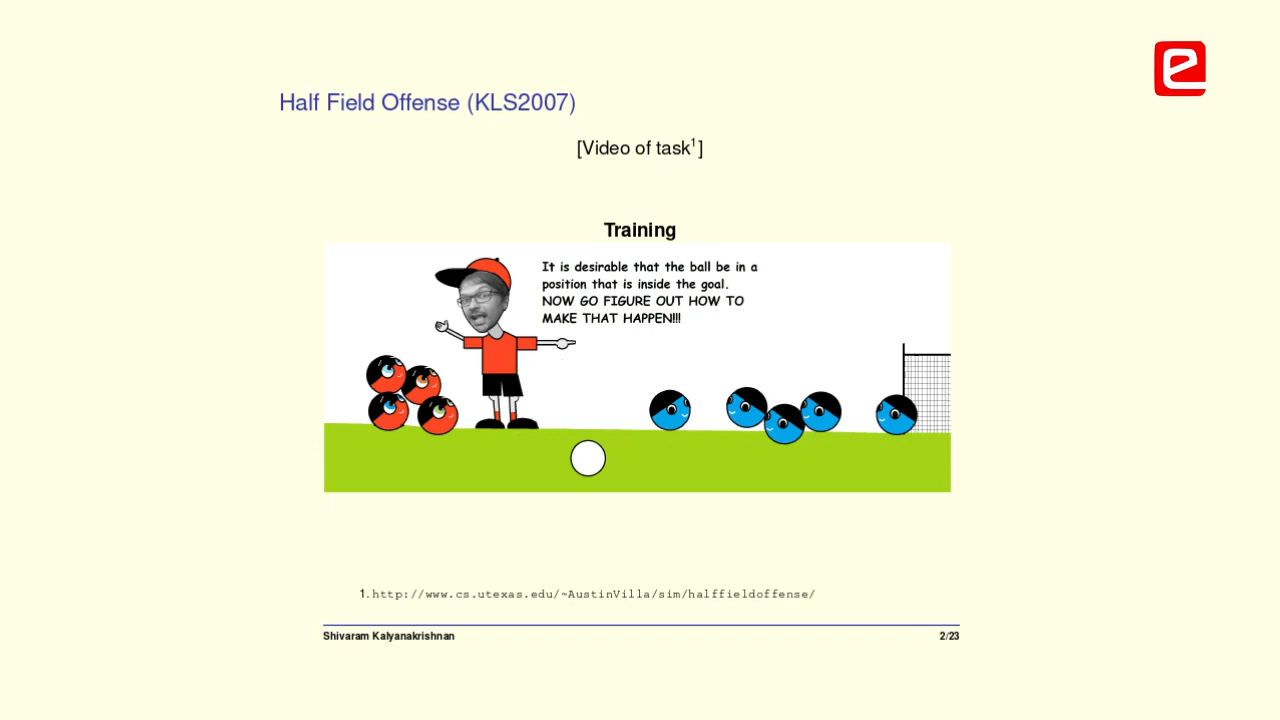 e
Half Field Offense (KLS2007)
[Video of task¹]
Training
It is desirable that the ball be in a
position that is inside the goal.
NOW GO FIGURE OUT HOW TO
MAKE THAT HAPPEN!!!
1. http://www.cs.utexas.edu/~AustinVilla/sim/halffieldoffense/
Shivaram Kalyanakrishnan 2/23